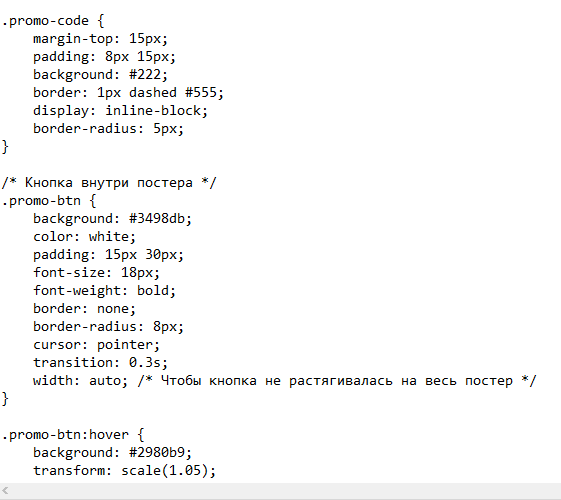 .promo-code {
    margin-top: 15px;
    padding: 8px 15px;
    background: #222;
    border: 1px dashed #555;
    display: inline-block;
    border-radius: 5px;
}

/* Кнопка внутри постера */
.promo-btn {
    background: #3498db;
    color: white;
    padding: 15px 30px;
    font-size: 18px;
    font-weight: bold;
    border: none;
    border-radius: 8px;
    cursor: pointer;
    transition: 0.3s;
    width: auto; /* Чтобы кнопка не растягивалась на весь постер */
}

.promo-btn:hover {
    background: #2980b9;
    transform: scale(1.05);